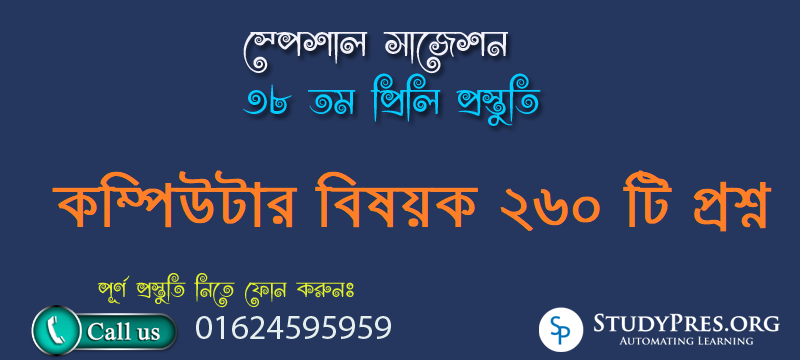 স্পেশাল সাজেশন
৩৮ তম প্রিলি প্রস্তুতি
কম্পিউটার বিষয়ক ২৬০ টি প্রশ্ন
পূর্ণ প্রস্তুতি নিতে ফোন করুনঃ
Call us 01624595959
SP STUDYPRES.ORG
AUTOMATING LEARNING